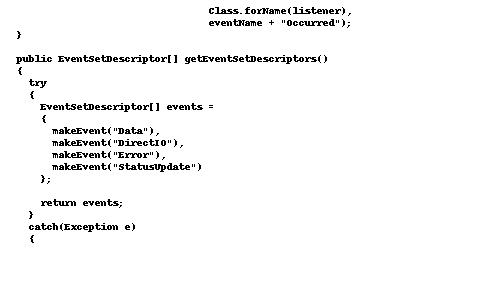 Class.forName(listener),
eventName + "Occurred");
}
public EventSetDescriptor[] getEventSetDescriptors()
{
try
{
EventSetDescriptor[] events =
{
makeEvent("Data"),
makeEvent("DirectIO"),
makeEvent("Error"),
makeEvent("StatusUpdate")
};
return events;
}
catch(Exception e)
{